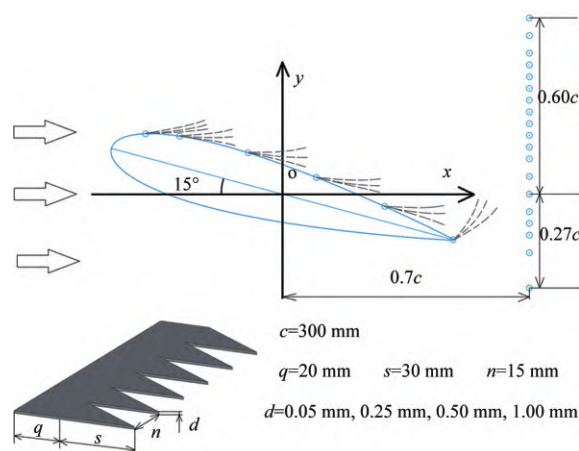 y
0.60c
o
x
15°
0.27c
0.7c
c=300 mm
q=20 mm s=30 mm n=15 mm
d=0.05 mm, 0.25 mm, 0.50 mm, 1.00 mm
q
s
n
d